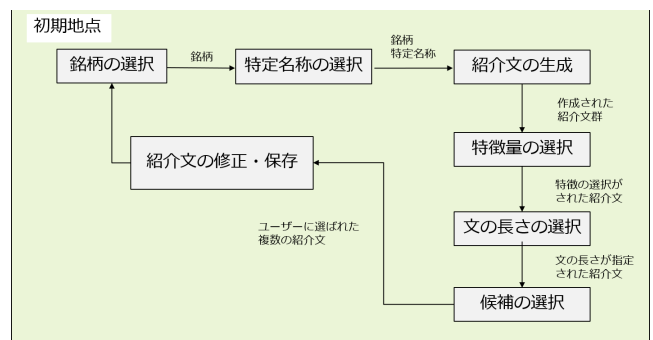 初期地点
銘柄の選択
銘柄
特定名称の選択
銘柄
特定名称
紹介文の生成
作成された
紹介文群
特徴量の選択
特徴の選択が
された紹介文
文の長さの選択
文の長さが指定
された紹介文
候補の選択
ユーザーに選ばれた
複数の紹介文
紹介文の修正・保存